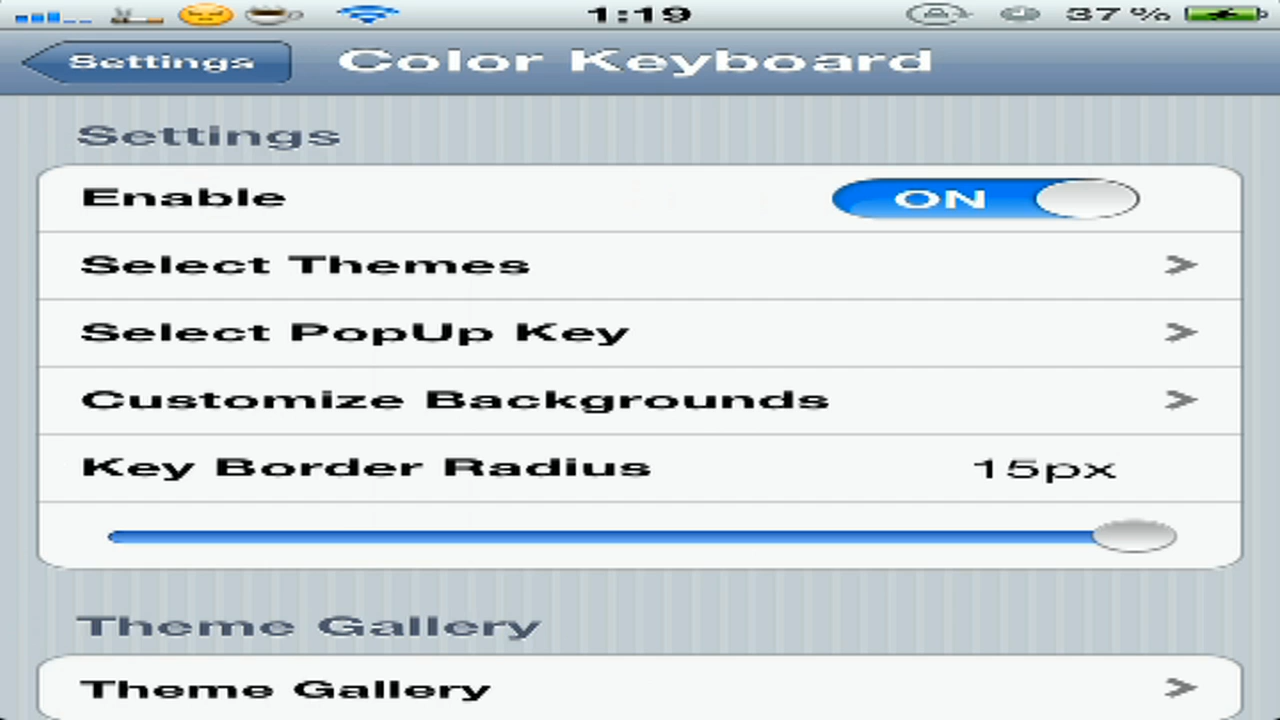 1:19 37%
Settings Color Keyboard
Settings
Enable ON
Select Themes >
Select PopUp Key >
Customize Backgrounds >
Key Border Radius 15px
Theme Gallery
Theme Gallery >